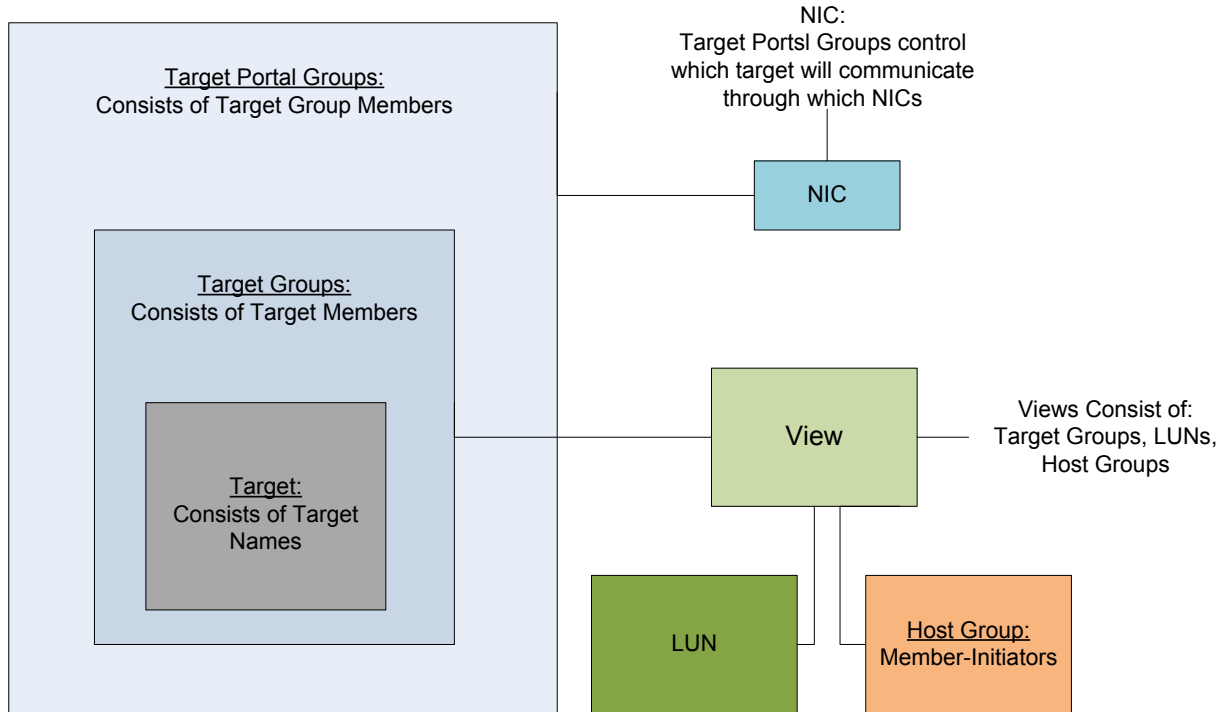 Target Portal Groups:
Consists of Target Group Members
NIC:
Target Portsl Groups control
which target will communicate
through which NICs
NIC
Target Groups:
Consists of Target Members
View
Views Consist of:
Target Groups, LUNs,
Host Groups
Target:
Consists of Target
Names
LUN
Host Group:
Member-Initiators